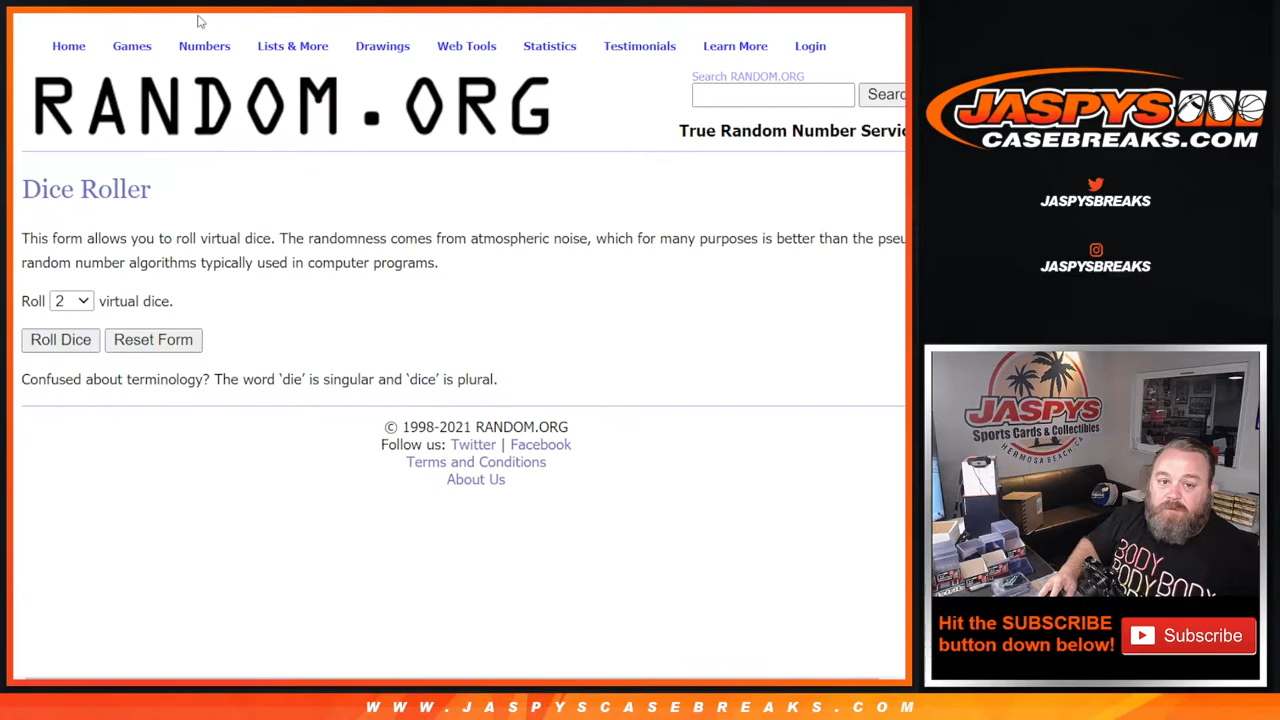 Home Games Numbers Lists & More Drawings Web Tools Statistics Testimonials Learn More Login
RANDOM.ORG
Search RANDOM.ORG
Searc
True Random Number Servic
Dice Roller
This form allows you to roll virtual dice. The randomness comes from atmospheric noise, which for many purposes is better than the pseu
random number algorithms typically used in computer programs.
Roll 2 virtual dice.
Roll Dice Reset Form
Confused about terminology? The word ‘die’ is singular and ‘dice’ is plural.
© 1998-2021 RANDOM.ORG
Follow us: Twitter | Facebook
Terms and Conditions
About Us
JASPYS
CASEBREAKS.COM
JASPYSBREAKS
JASPYSBREAKS
JASPYS
Sports Cards & Collectibles
HERMOSA BEACH, CA
BODY
BODY BODY
Hit the SUBSCRIBE
button down below!
Subscribe
WWW.JASPYSCASEBREAKS.COM